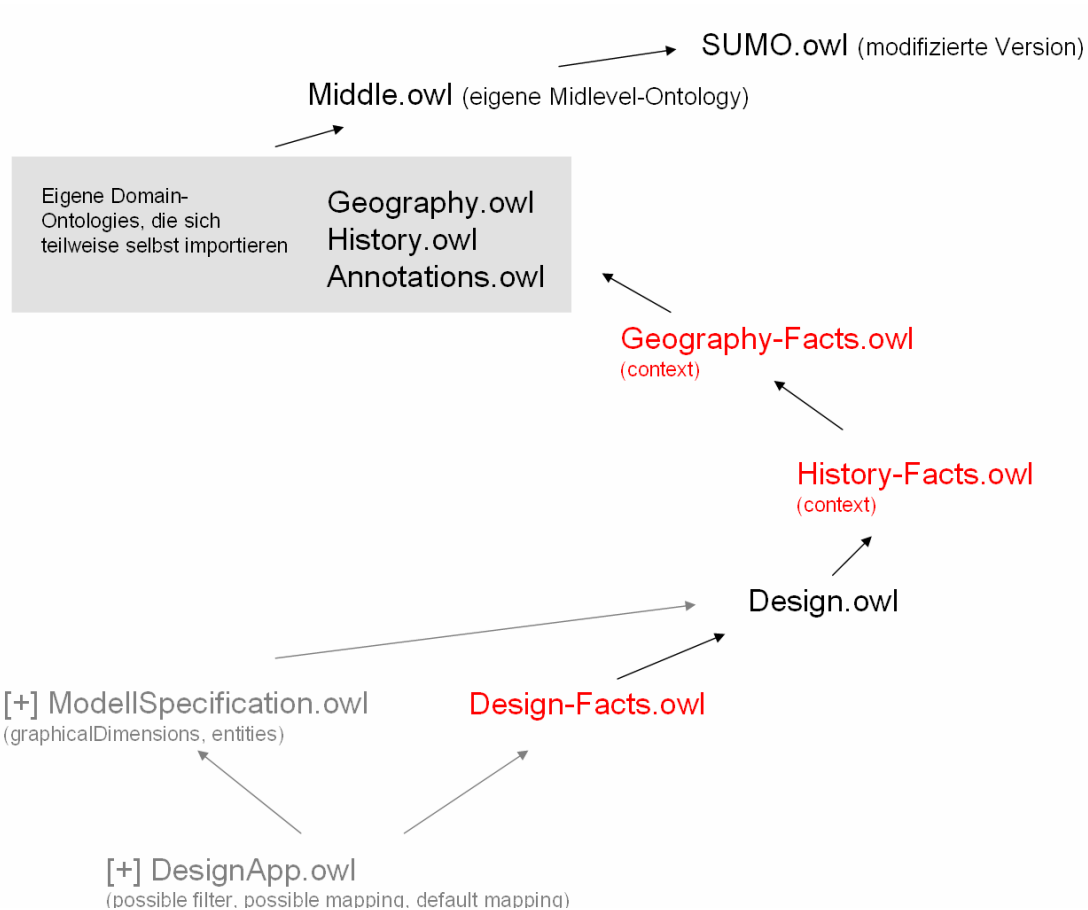 SUMO.owl (modifizierte Version)
Middle.owl (eigene Midlevel-Ontology)
Eigene Domain-
Ontologies, die sich
teilweise selbst importieren
Geography.owl
History.owl
Annotations.owl
Geography-Facts.owl
(context)
History-Facts.owl
(context)
Design.owl
[+] ModellSpecification.owl
(graphicalDimensions, entities)
Design-Facts.owl
[+] DesignApp.owl
(possible filter, possible mapping, default mapping)